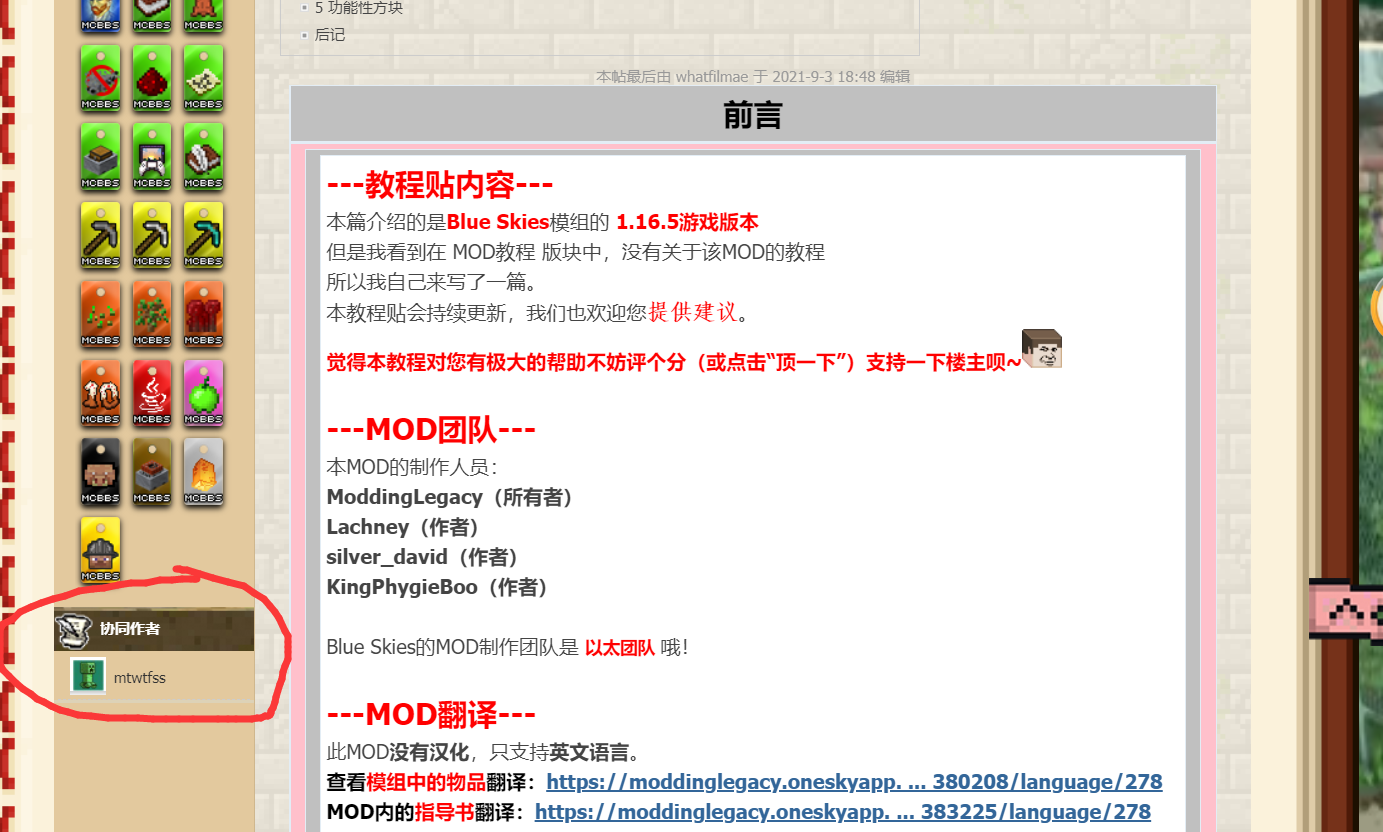 5 功能性方块
后记
本帖最后由 whatfilmae 于 2021-9-3 18:48 编辑
前言
---教程贴内容---
本篇介绍的是Blue Skies模组的 1.16.5游戏版本
但是我看到在 MOD教程 版块中，没有关于该MOD的教程
所以我自己来写了一篇。
本教程贴会持续更新，我们也欢迎您提供建议。
觉得本教程对您有极大的帮助不妨评个分（或点击“顶一下”）支持一下楼主呗~
---MOD团队---
本MOD的制作人员：
ModdingLegacy（所有者）
Lachney（作者）
silver_david（作者）
KingPhygieBoo（作者）
Blue Skies的MOD制作团队是 以太团队 哦！
---MOD翻译---
此MOD没有汉化，只支持英文语言。
查看模组中的物品翻译：https://moddinglegacy.oneskyapp. ... 380208/language/278
MOD内的指导书翻译：https://moddinglegacy.oneskyapp. ... 383225/language/278
MCBBS MCBBS MCBBS
MCBBS MCBBS MCBBS
MCBBS MCBBS MCBBS
MCBBS MCBBS MCBBS
MCBBS MCBBS MCBBS
10
MCBBS MCBBS MCBBS
MCBBS MCBBS MCBBS
MCBBS
协同作者
mtwtfss